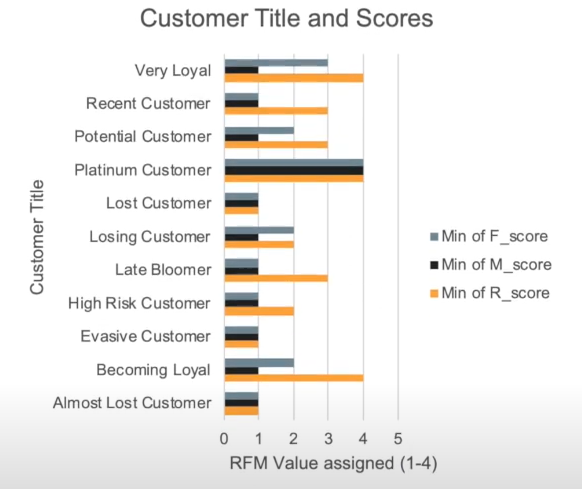 Customer Title and Scores
Customer Title
Very Loyal
Recent Customer
Potential Customer
Platinum Customer
Lost Customer
Losing Customer
Late Bloomer
High Risk Customer
Evasive Customer
Becoming Loyal
Almost Lost Customer
0 1 2 3 4 5
RFM Value assigned (1-4)
Min of F_score
Min of M_score
Min of R_score